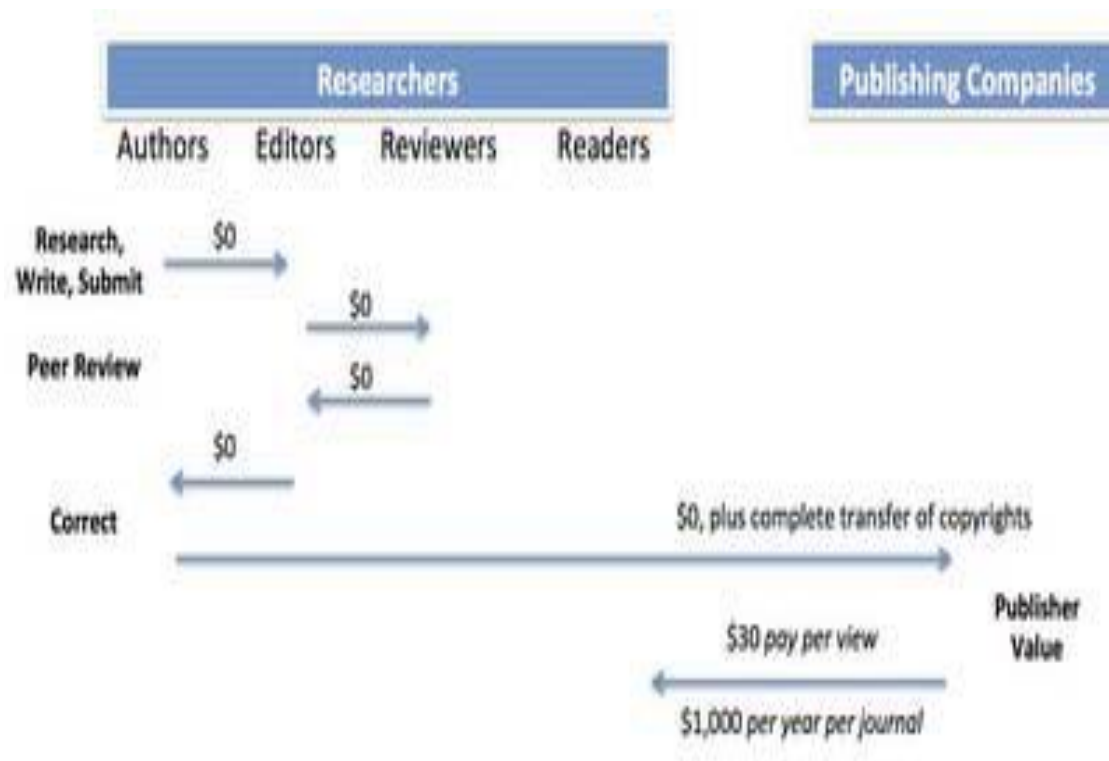 Researchers
Publishing Companies
Authors Editors Reviewers Readers
Research,
Write, Submit
$0
$0
Peer Review
$0
$0
Correct
$0, plus complete transfer of copyrights
Publisher
Value
$30 pay per view
$1,000 per year per journal